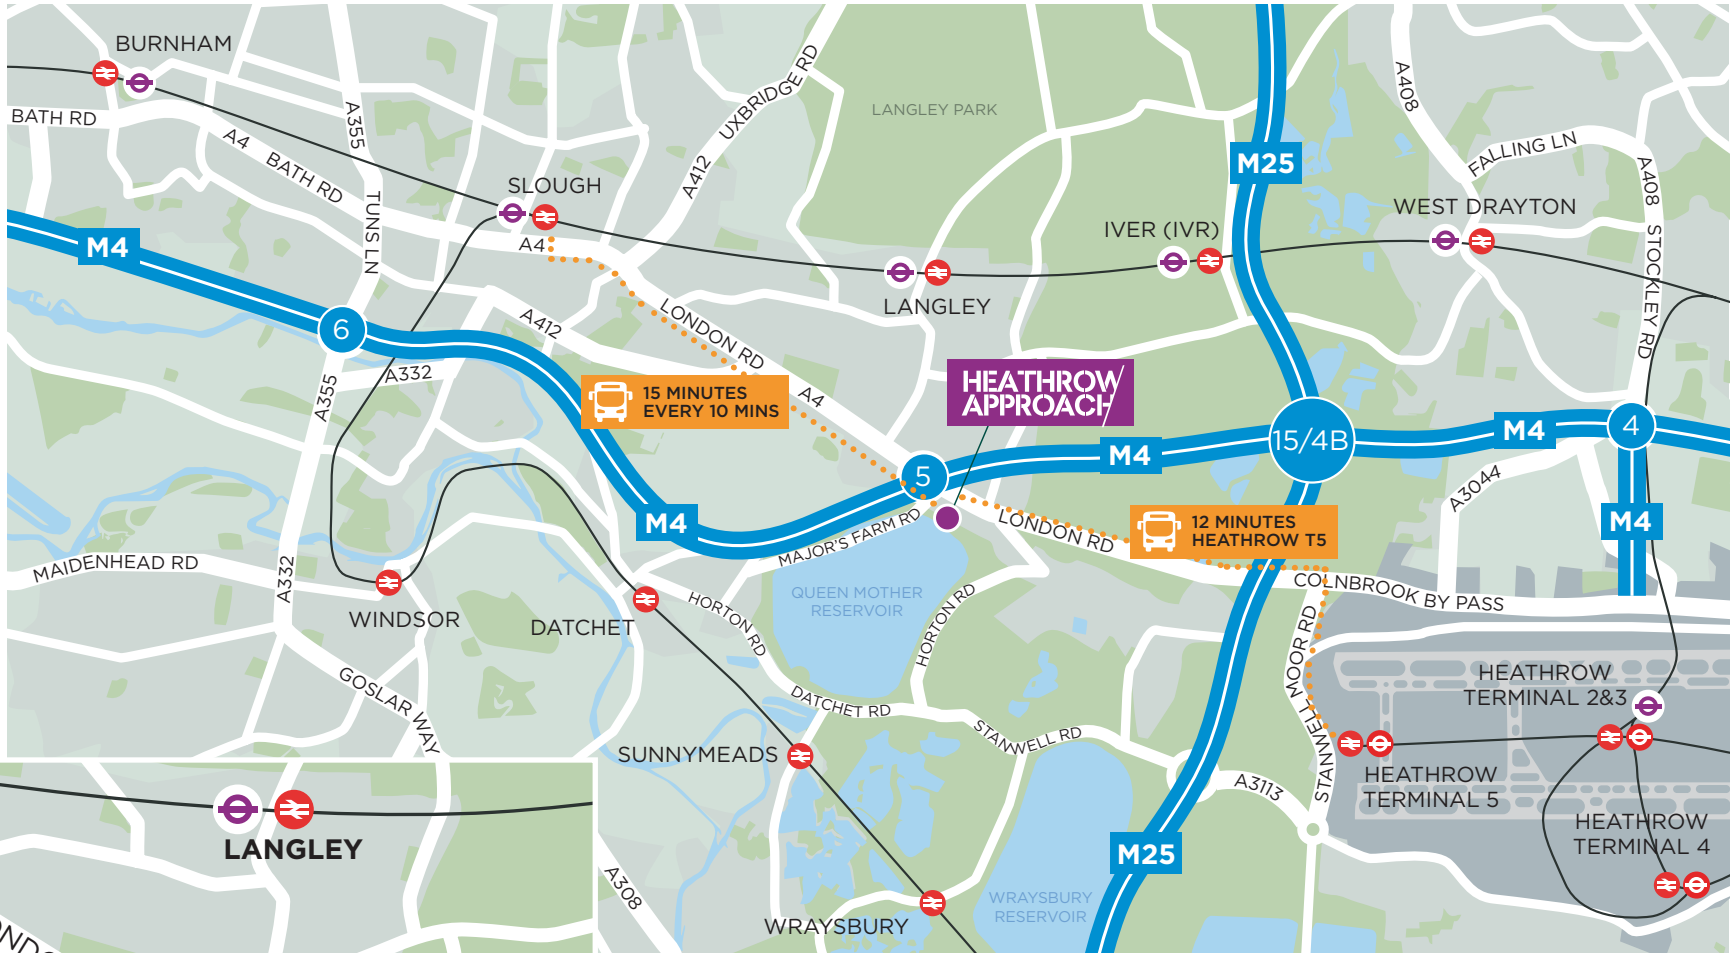 BURNHAM
BATH RD
A4
BATH RD
A355
TUNS LN
SLOUGH
A4
A412
UXBRIDGE RD
LANGLEY PARK
M25
A408
FALLING LN
A408
STOCKLEY RD
WEST DRAYTON
IVER (IVR)
LANGLEY
M4
6
A412
A332
A355
LONDON RD
A4
15 MINUTES
EVERY 10 MINS
HEATHROW
APPROACH
M4
15/4B
M4
4
M4
A3044
5
M4
MAJOR'S FARM RD
LONDON RD
12 MINUTES
HEATHROW T5
COLNBROOK BY PASS
MAIDENHEAD RD
A332
WINDSOR
DATCHET
HORTON RD
QUEEN MOTHER
RESERVOIR
HORTON RD
STANWELL MOOR RD
HEATHROW
TERMINAL 2&3
GOSLAR WAY
DATCHET RD
STANWELL RD
SUNNYMEADS
A3113
HEATHROW
TERMINAL 5
HEATHROW
TERMINAL 4
M25
LANGLEY
A308
WRAYSBURY
WRAYSBURY
RESERVOIR